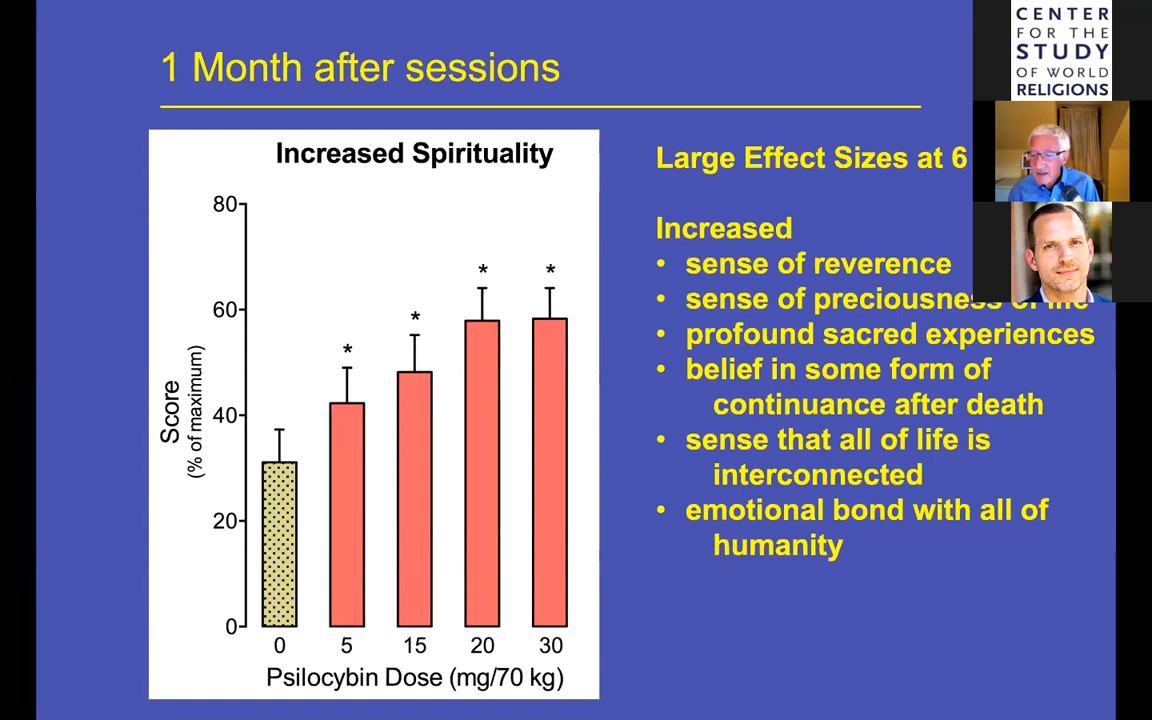 1 Month after sessions
CENTER
FOR THE
STUDY
OF WORLD
RELIGIONS
Increased Spirituality
80
60
40
20
0
Score
(% of maximum)
*
*
*
*
0 5 15 20 30
Psilocybin Dose (mg/70 kg)
Large Effect Sizes at 6
Increased
• sense of reverence
• sense of preciousness of life
• profound sacred experiences
• belief in some form of
continuance after death
• sense that all of life is
interconnected
• emotional bond with all of
humanity